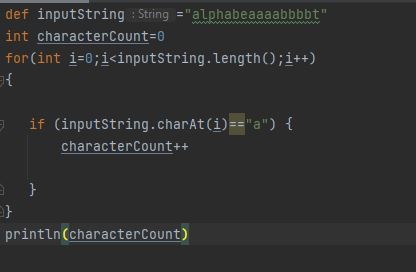 def inputString : String ="alphabeaaaabbbbt"
int characterCount=0
for(int i=0;i<inputString.length();i++)
{
if (inputString.charAt(i)=="a") {
characterCount++
}
}
println(characterCount)